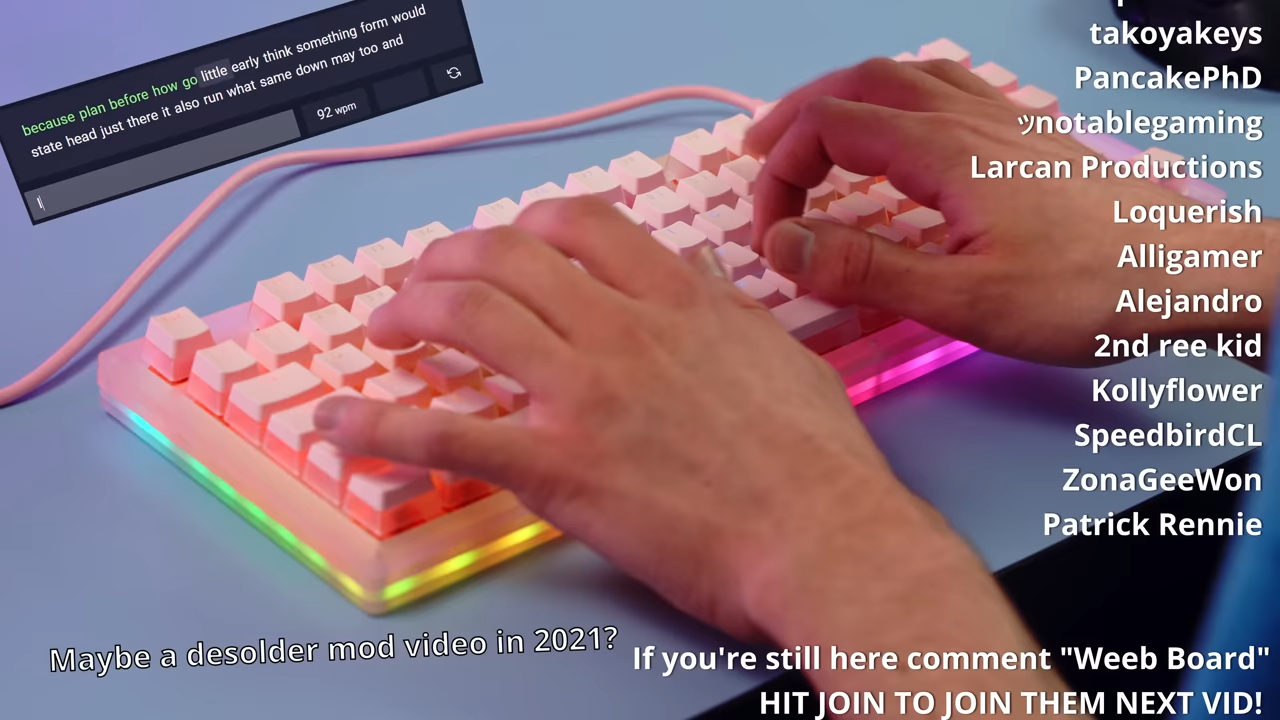 because plan before how go little early think something form would
state head just there it also run what same down may too and
92 wpm
takoyakeys
PancakePhD
ッnotablegaming
Larcan Productions
Loquerish
Alligamer
Alejandro
2nd ree kid
Kollyflower
SpeedbirdCL
ZonaGeeWon
Patrick Rennie
Maybe a desolder mod video in 2021?
If you're still here comment "Weeb Board"
HIT JOIN TO JOIN THEM NEXT VID!